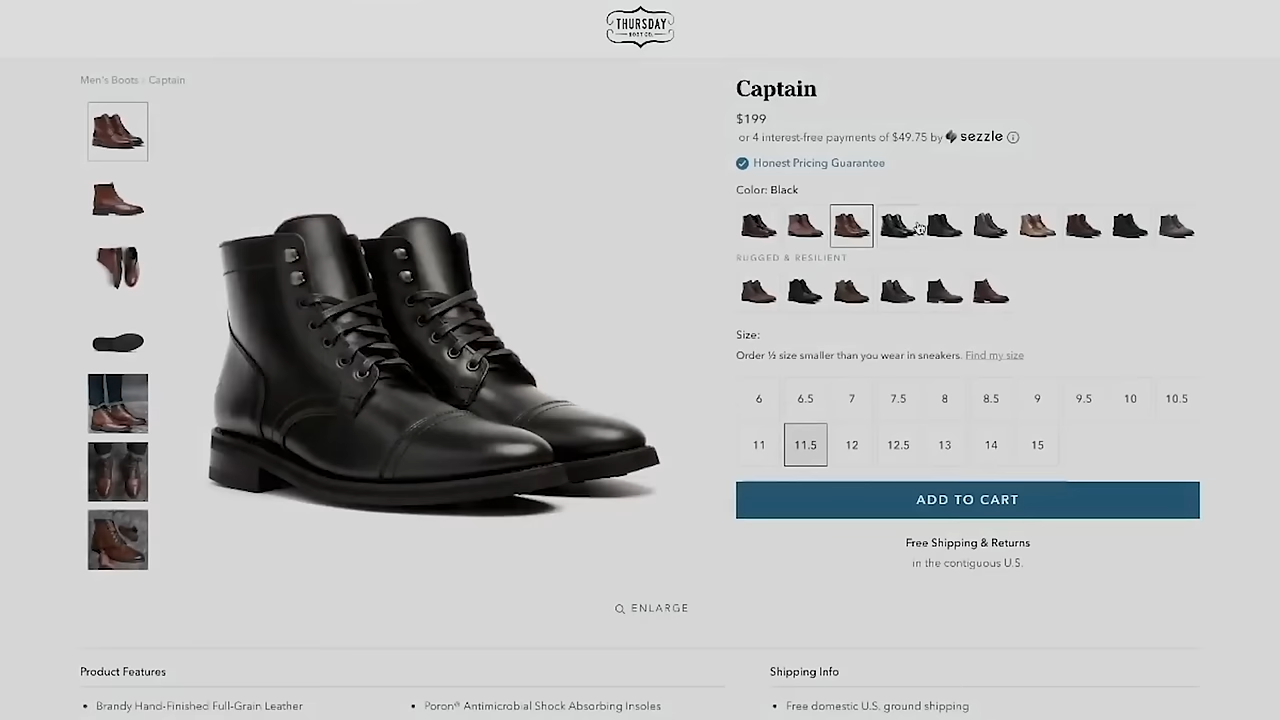 THURSDAY
BOOT CO.
Men's Boots › Captain
Captain
$199
or 4 interest-free payments of $49.75 by sezzle
Honest Pricing Guarantee
Color: Black
RUGGED & RESILIENT
Size:
Order ½ size smaller than you wear in sneakers. Find my size
6 6.5 7 7.5 8 8.5 9 9.5 10 10.5
11 11.5 12 12.5 13 14 15
ADD TO CART
Free Shipping & Returns
in the contiguous U.S.
ENLARGE
Product Features
Shipping Info
• Brandy Hand-Finished Full-Grain Leather
• Poron® Antimicrobial Shock Absorbing Insoles
• Free domestic U.S. ground shipping